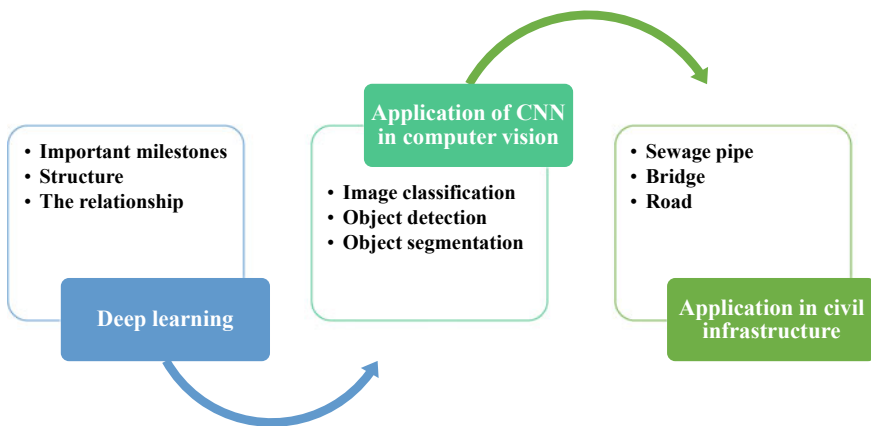 • Important milestones
• Structure
• The relationship
Deep learning
Application of CNN
in computer vision
• Image classification
• Object detection
• Object segmentation
• Sewage pipe
• Bridge
• Road
Application in civil
infrastructure